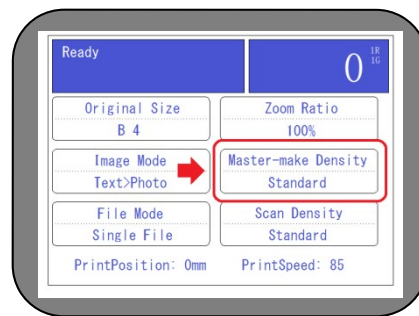 Ready
0 1R
1G
Original Size
B 4
Zoom Ratio
100%
Image Mode
Text>Photo
Master-make Density
Standard
File Mode
Single File
Scan Density
Standard
PrintPosition: 0mm
PrintSpeed: 85